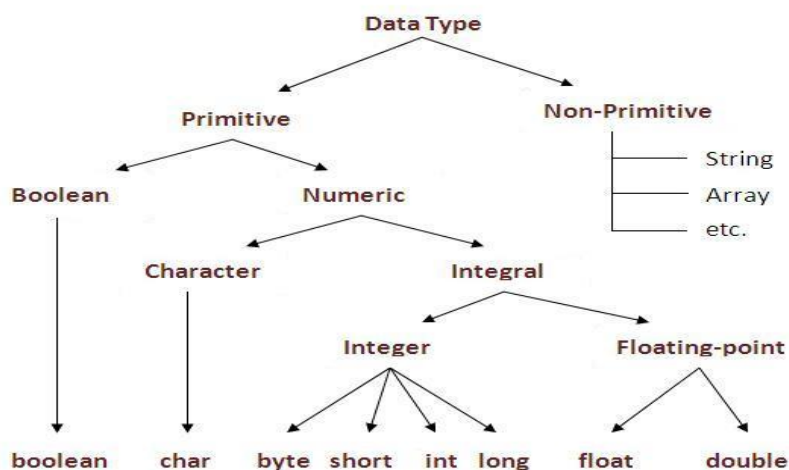 Data Type
Primitive
Non-Primitive
String
Array
etc.
Boolean
Numeric
Character
Integral
Integer
Floating-point
boolean char byte short int long float double